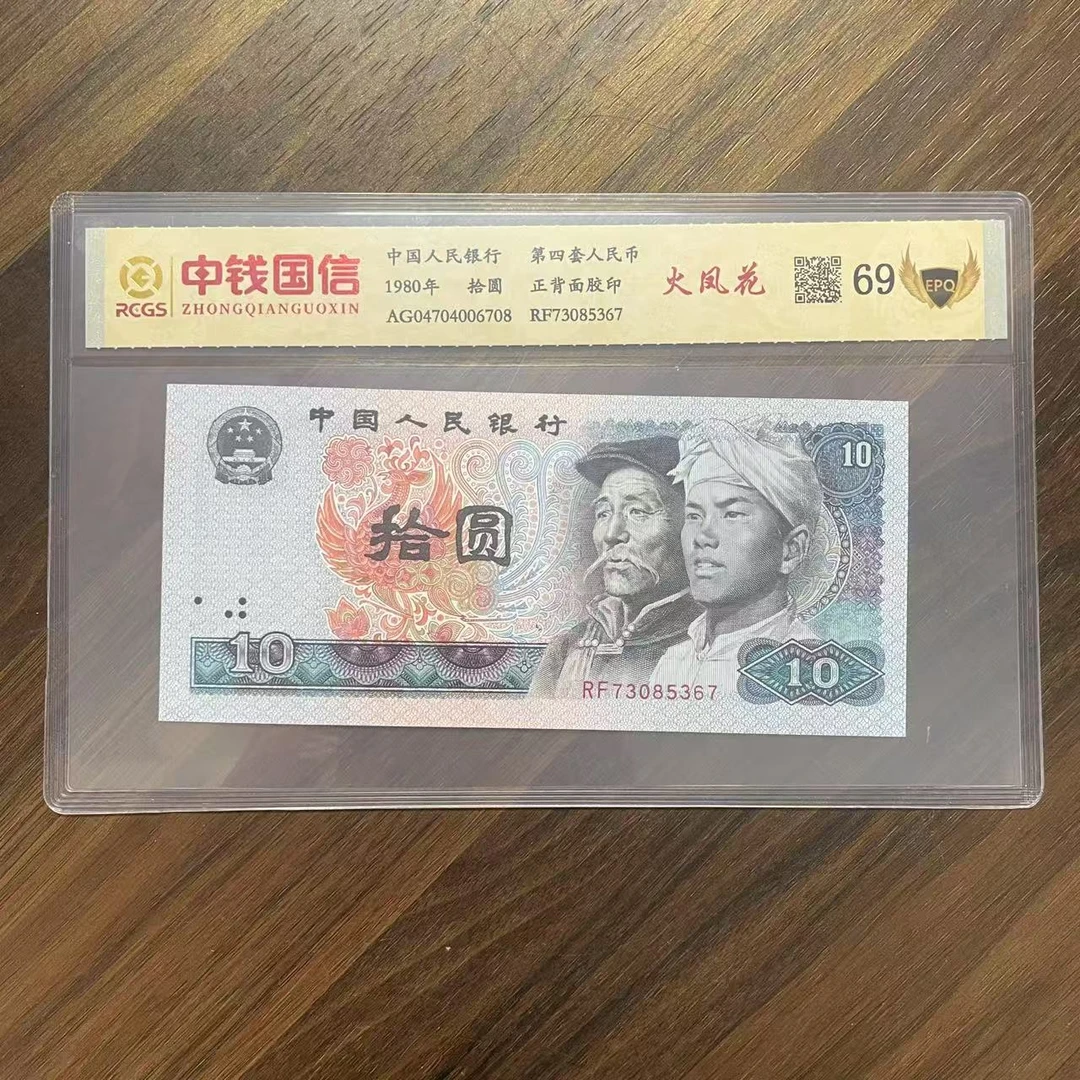 RCGS
中钱国信
ZHONGQIANGUOXIN
中国人民银行 第四套人民币
1980年 拾圆 正背面胶印
AG04704006708 RF73085367
火凤花
69
EPQ
中国人民银行
10
拾圆
10
RF73085367
10